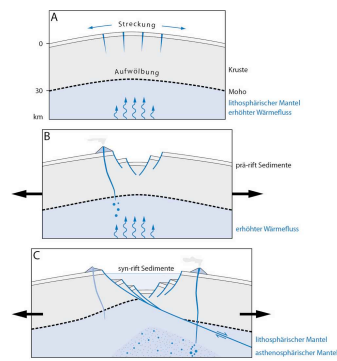 A
Streckung
0
Aufwölbung
Kruste
30
Moho
km
lithosphärischer Mantel
erhöhter Wärmefluss
B
prä-rift Sedimente
erhöhter Wärmefluss
C
syn-rift Sedimente
lithosphärischer Mantel
asthenosphärischer Mantel